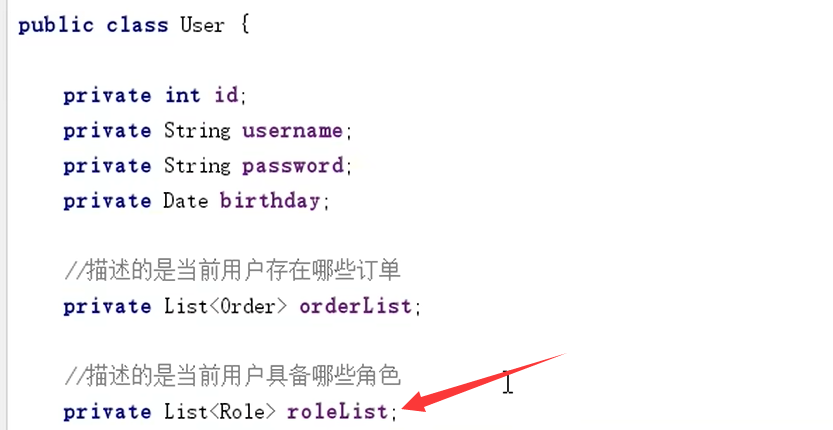 public class User {
private int id;
private String username;
private String password;
private Date birthday;
//描述的是当前用户存在哪些订单
private List<Order> orderList;
//描述的是当前用户具备哪些角色
private List<Role> roleList;